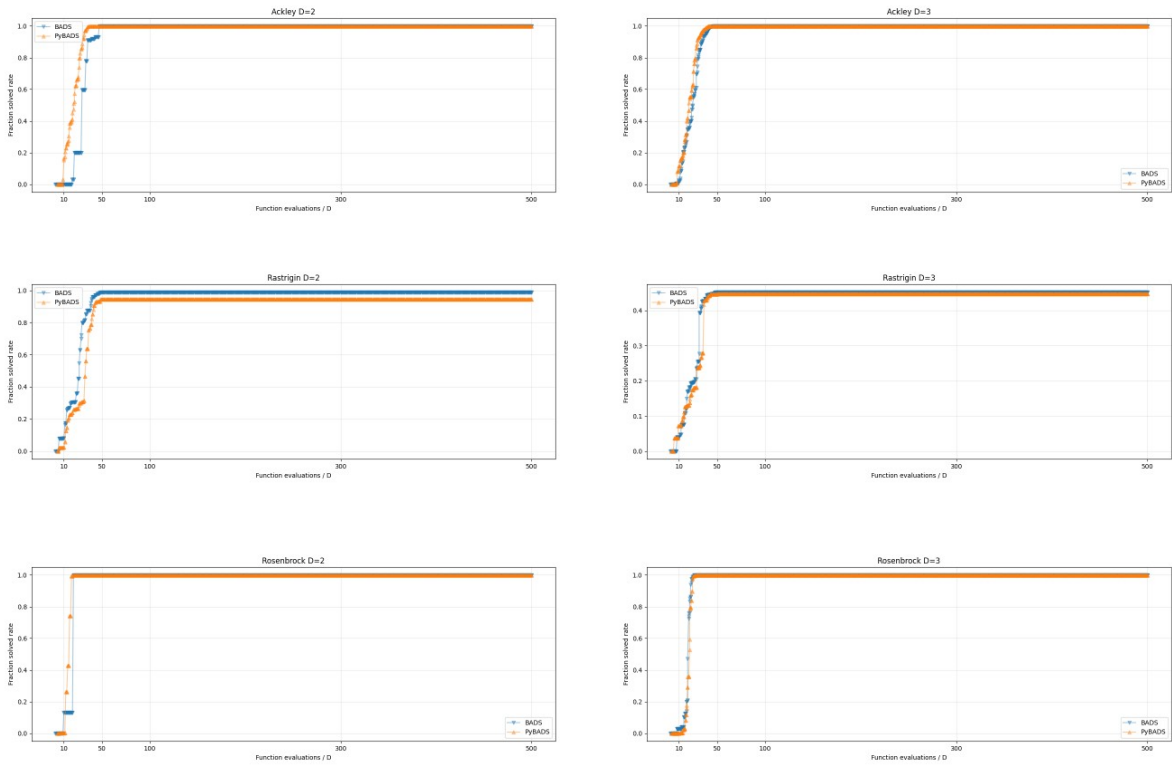 Ackley D=2
BADS
PyBADS
Fraction solved rate
1.0
0.8
0.6
0.4
0.2
0.0
10
50
100
300
500
Function evaluations / D
Ackley D=3
Fraction solved rate
1.0
0.8
0.6
0.4
0.2
0.0
BADS
PyBADS
10
50
100
300
500
Function evaluations / D
Rastrigin D=2
BADS
PyBADS
Fraction solved rate
1.0
0.8
0.6
0.4
0.2
0.0
10
50
100
300
500
Function evaluations / D
Rastrigin D=3
BADS
PyBADS
Fraction solved rate
0.4
0.3
0.2
0.1
0.0
10
50
100
300
500
Function evaluations / D
Rosenbrock D=2
Fraction solved rate
1.0
0.8
0.6
0.4
0.2
0.0
BADS
PyBADS
10
50
100
300
500
Function evaluations / D
Rosenbrock D=3
Fraction solved rate
1.0
0.8
0.6
0.4
0.2
0.0
BADS
PyBADS
10
50
100
300
500
Function evaluations / D